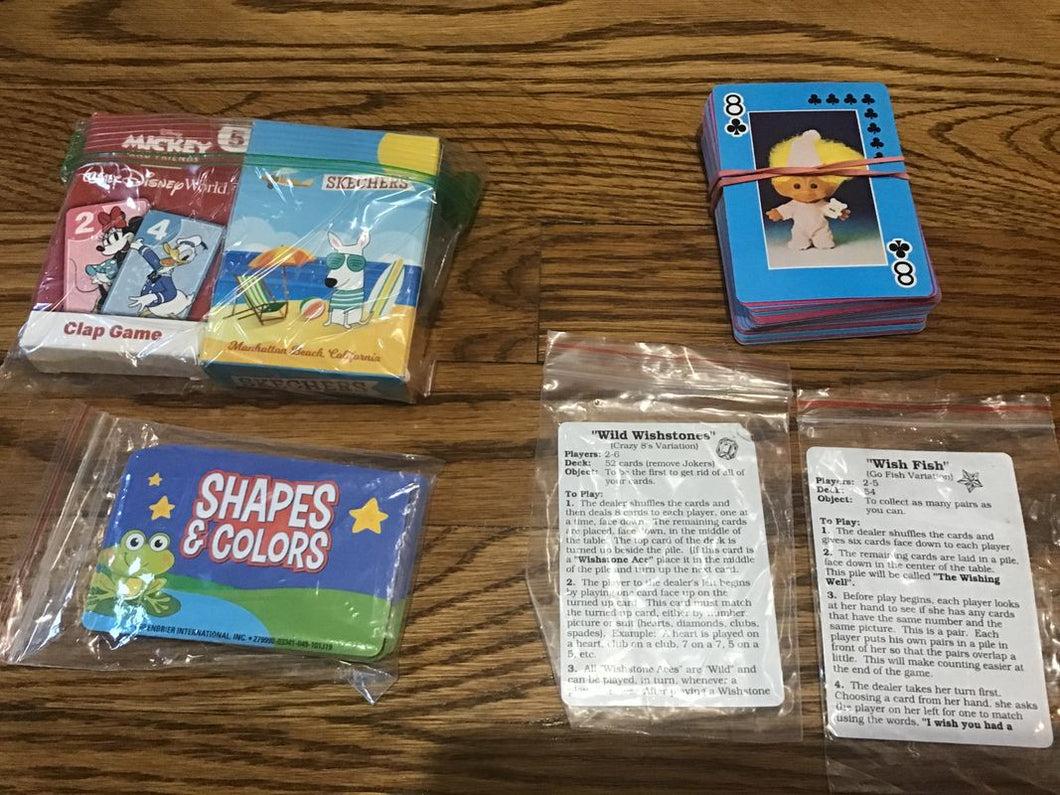 Disney
MICKEY
AND FRIENDS
5
Walt Disney World
2
4
Clap Game
SKECHERS
Manhattan Beach, California
SKECHERS
8
8
SHAPES
& COLORS
PENBRIER INTERNATIONAL, INC. •
"Wild Wishstones"
(Crazy 8's Variation)
Players: 2-6
Deck: 52 cards (remove Jokers)
Object: To be the first to get rid of all of
your cards.
To Play:
1. The dealer shuffles the cards and
then deals 8 cards to each player, one at
a time, face down. The remaining cards
are placed, face down, in the middle of
the table. The top card of the deck is
turned up beside the pile. (If this card is
a "Wishstone Ace" place it in the middle
of the pile and turn up the next card.
2. The player to the dealer's left begins
by playing one card face up on the
turned up card. This card must match
the turned up card, either by number,
picture or suit (hearts, diamonds, clubs,
spades). Example: A heart is played on
a heart, club on a club, 7 on a 7, 5 on a
5, etc.
3. All "Wishstone Aces" are "Wild" and
can be played, in turn, whenever a
After playing a Wishstone
"Wish Fish"
(Go Fish Variation)
Players: 2-5
Deck: 54
Object: To collect as many pairs as
you can.
To Play:
1. The dealer shuffles the cards and
gives six cards face down to each player.
2. The remaining cards are laid in a pile,
face down in the center of the table.
This pile will be called "The Wishing
Well".
3. Before play begins, each player looks
at her hand to see if she has any cards
that have the same number and the
same picture. This is a pair. Each
player puts his own pairs in a pile in
front of her so that the pairs overlap a
little. This will make counting easier at
the end of the game.
4. The dealer takes her turn first.
Choosing a card from her hand, she asks
the player on her left for one to match
using the words, "I wish you had a